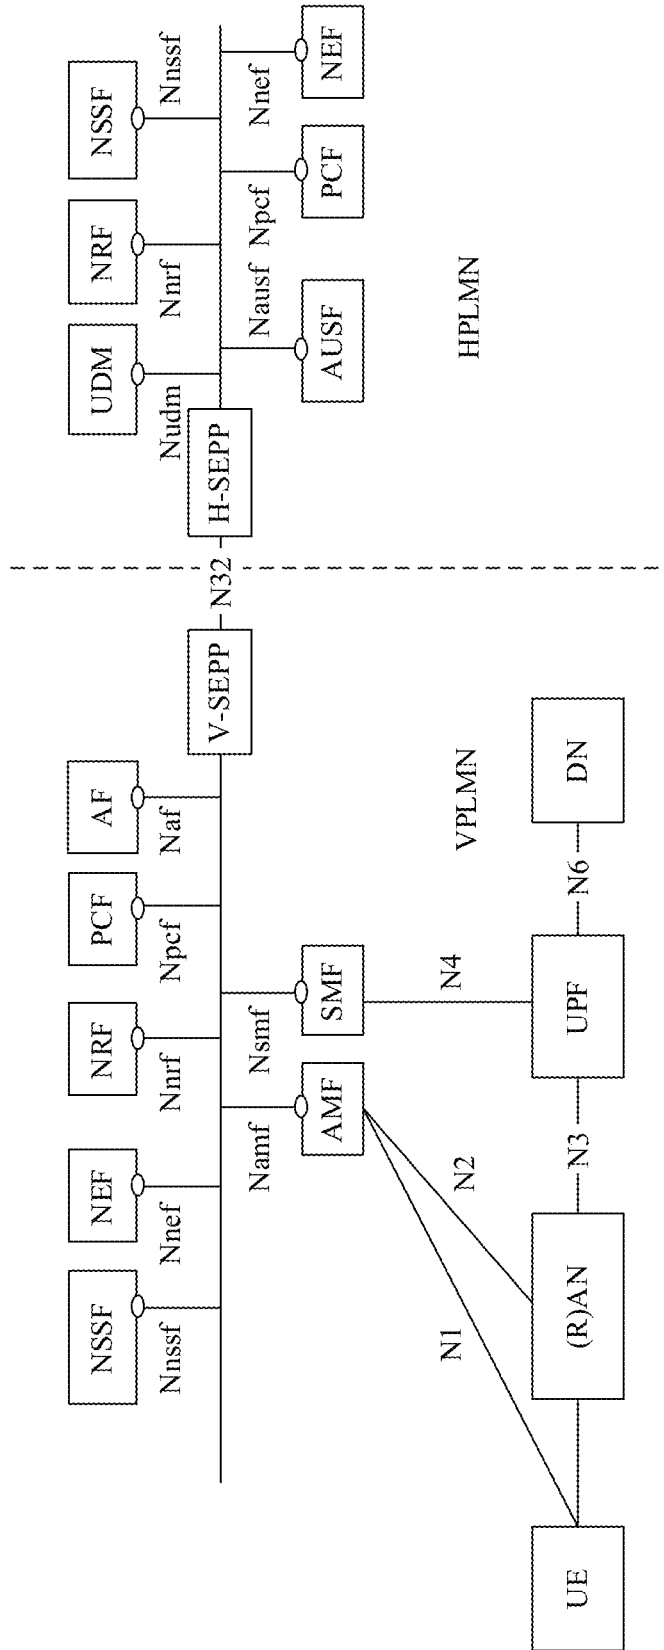 NSSF
NEF
NRF
PCF
AF
UDM
NRF
NSSF
Nnssf
Nnef
Nnrf
Npcf
Naf
Nudm
Nnrf
Nnssf
V-SEPP
N32
H-SEPP
Namf
Nsmf
Nausf
Npcf
Nnef
AMF
SMF
AUSF
PCF
NEF
N1
N2
N4
VPLMN
HPLMN
UE
(R)AN
N3
UPF
N6
DN